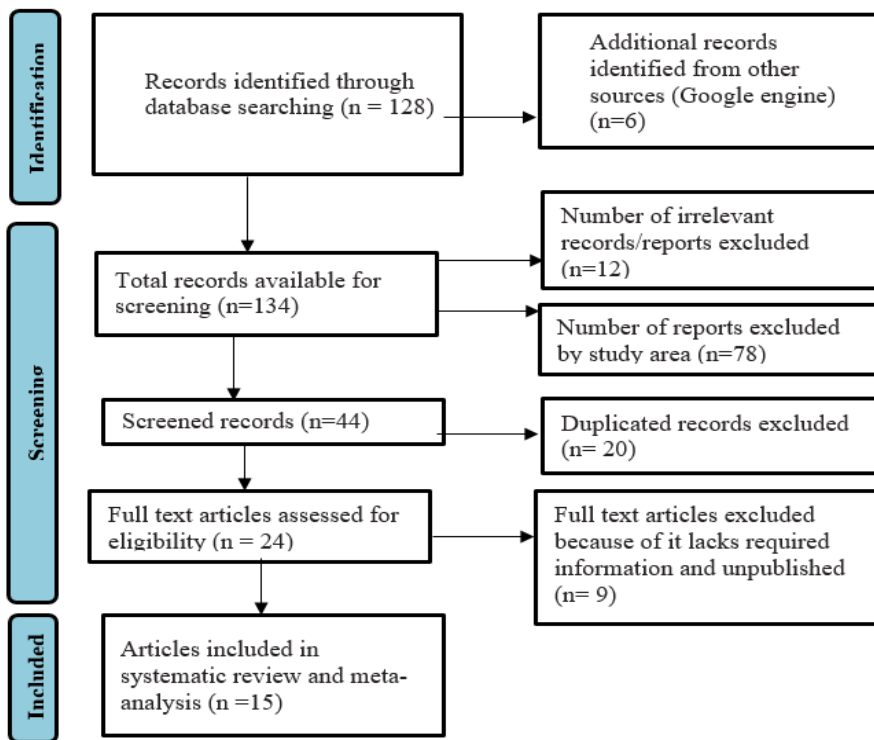 Identification
Records identified through
database searching (n = 128)
Additional records
identified from other
sources (Google engine)
(n=6)
Screening
Total records available for
screening (n=134)
Number of irrelevant
records/reports excluded
(n=12)
Number of reports excluded
by study area (n=78)
Screened records (n=44)
Duplicated records excluded
(n= 20)
Full text articles assessed for
eligibility (n = 24)
Full text articles excluded
because of it lacks required
information and unpublished
(n= 9)
Included
Articles included in
systematic review and meta-
analysis (n =15)